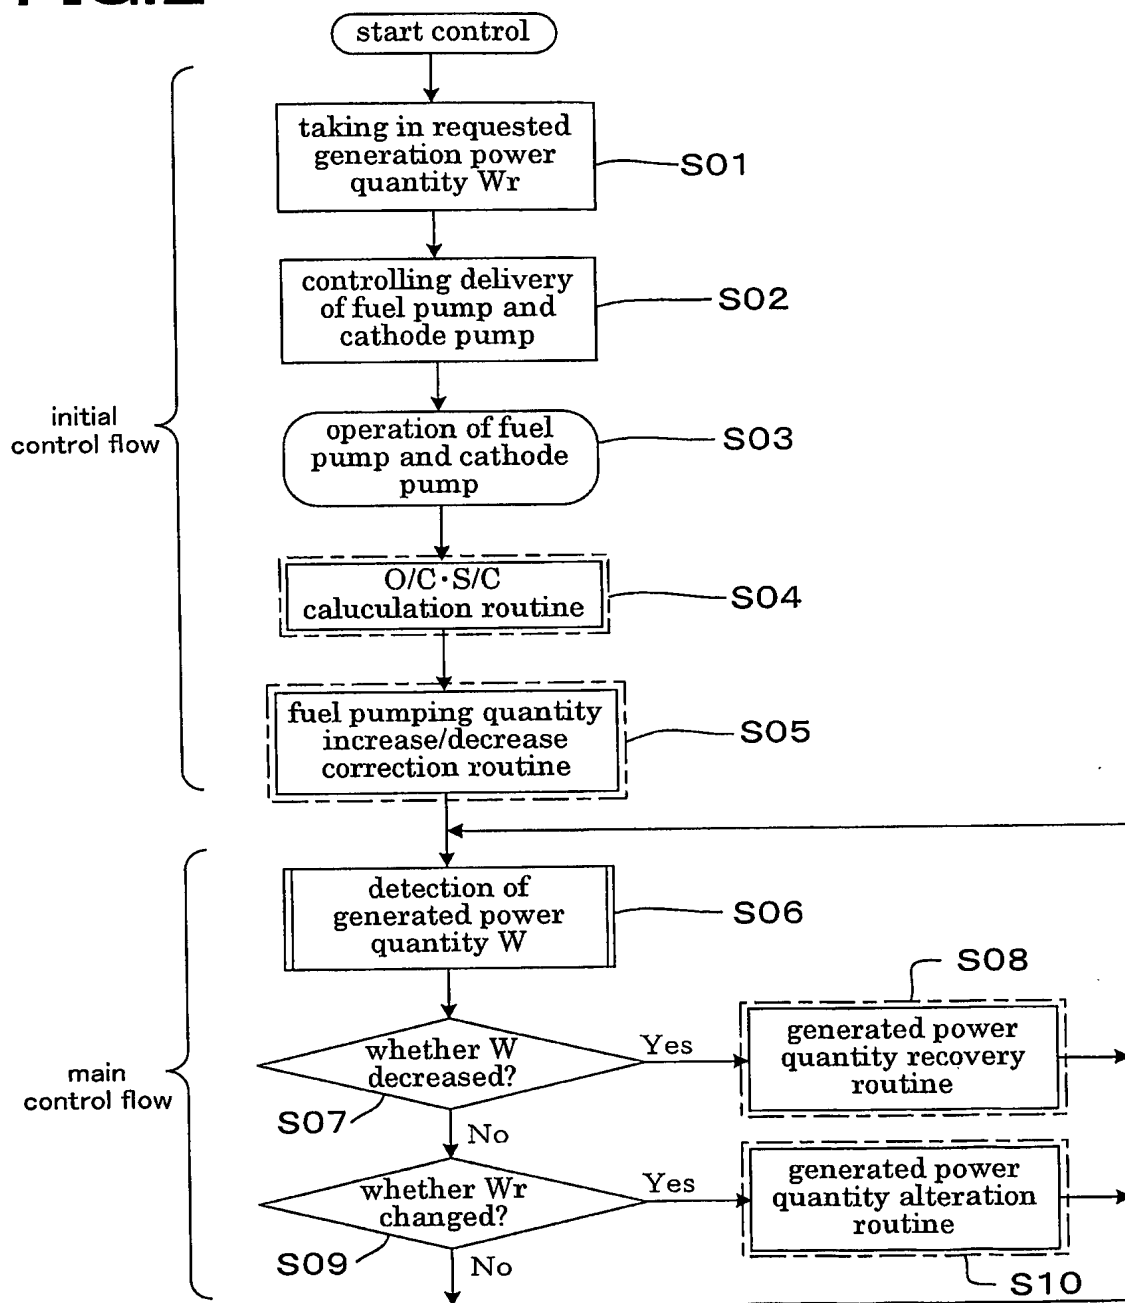 start control
taking in requested
generation power
quantity Wr
S01
controlling delivery
of fuel pump and
cathode pump
S02
initial
control flow
operation of fuel
pump and cathode
pump
S03
O/C·S/C
caluculation routine
S04
fuel pumping quantity
increase/decrease
correction routine
S05
detection of
generated power
quantity W
S06
main
control flow
whether W
decreased?
S07
Yes
No
generated power
quantity recovery
routine
S08
whether Wr
changed?
S09
Yes
No
generated power
quantity alteration
routine
S10